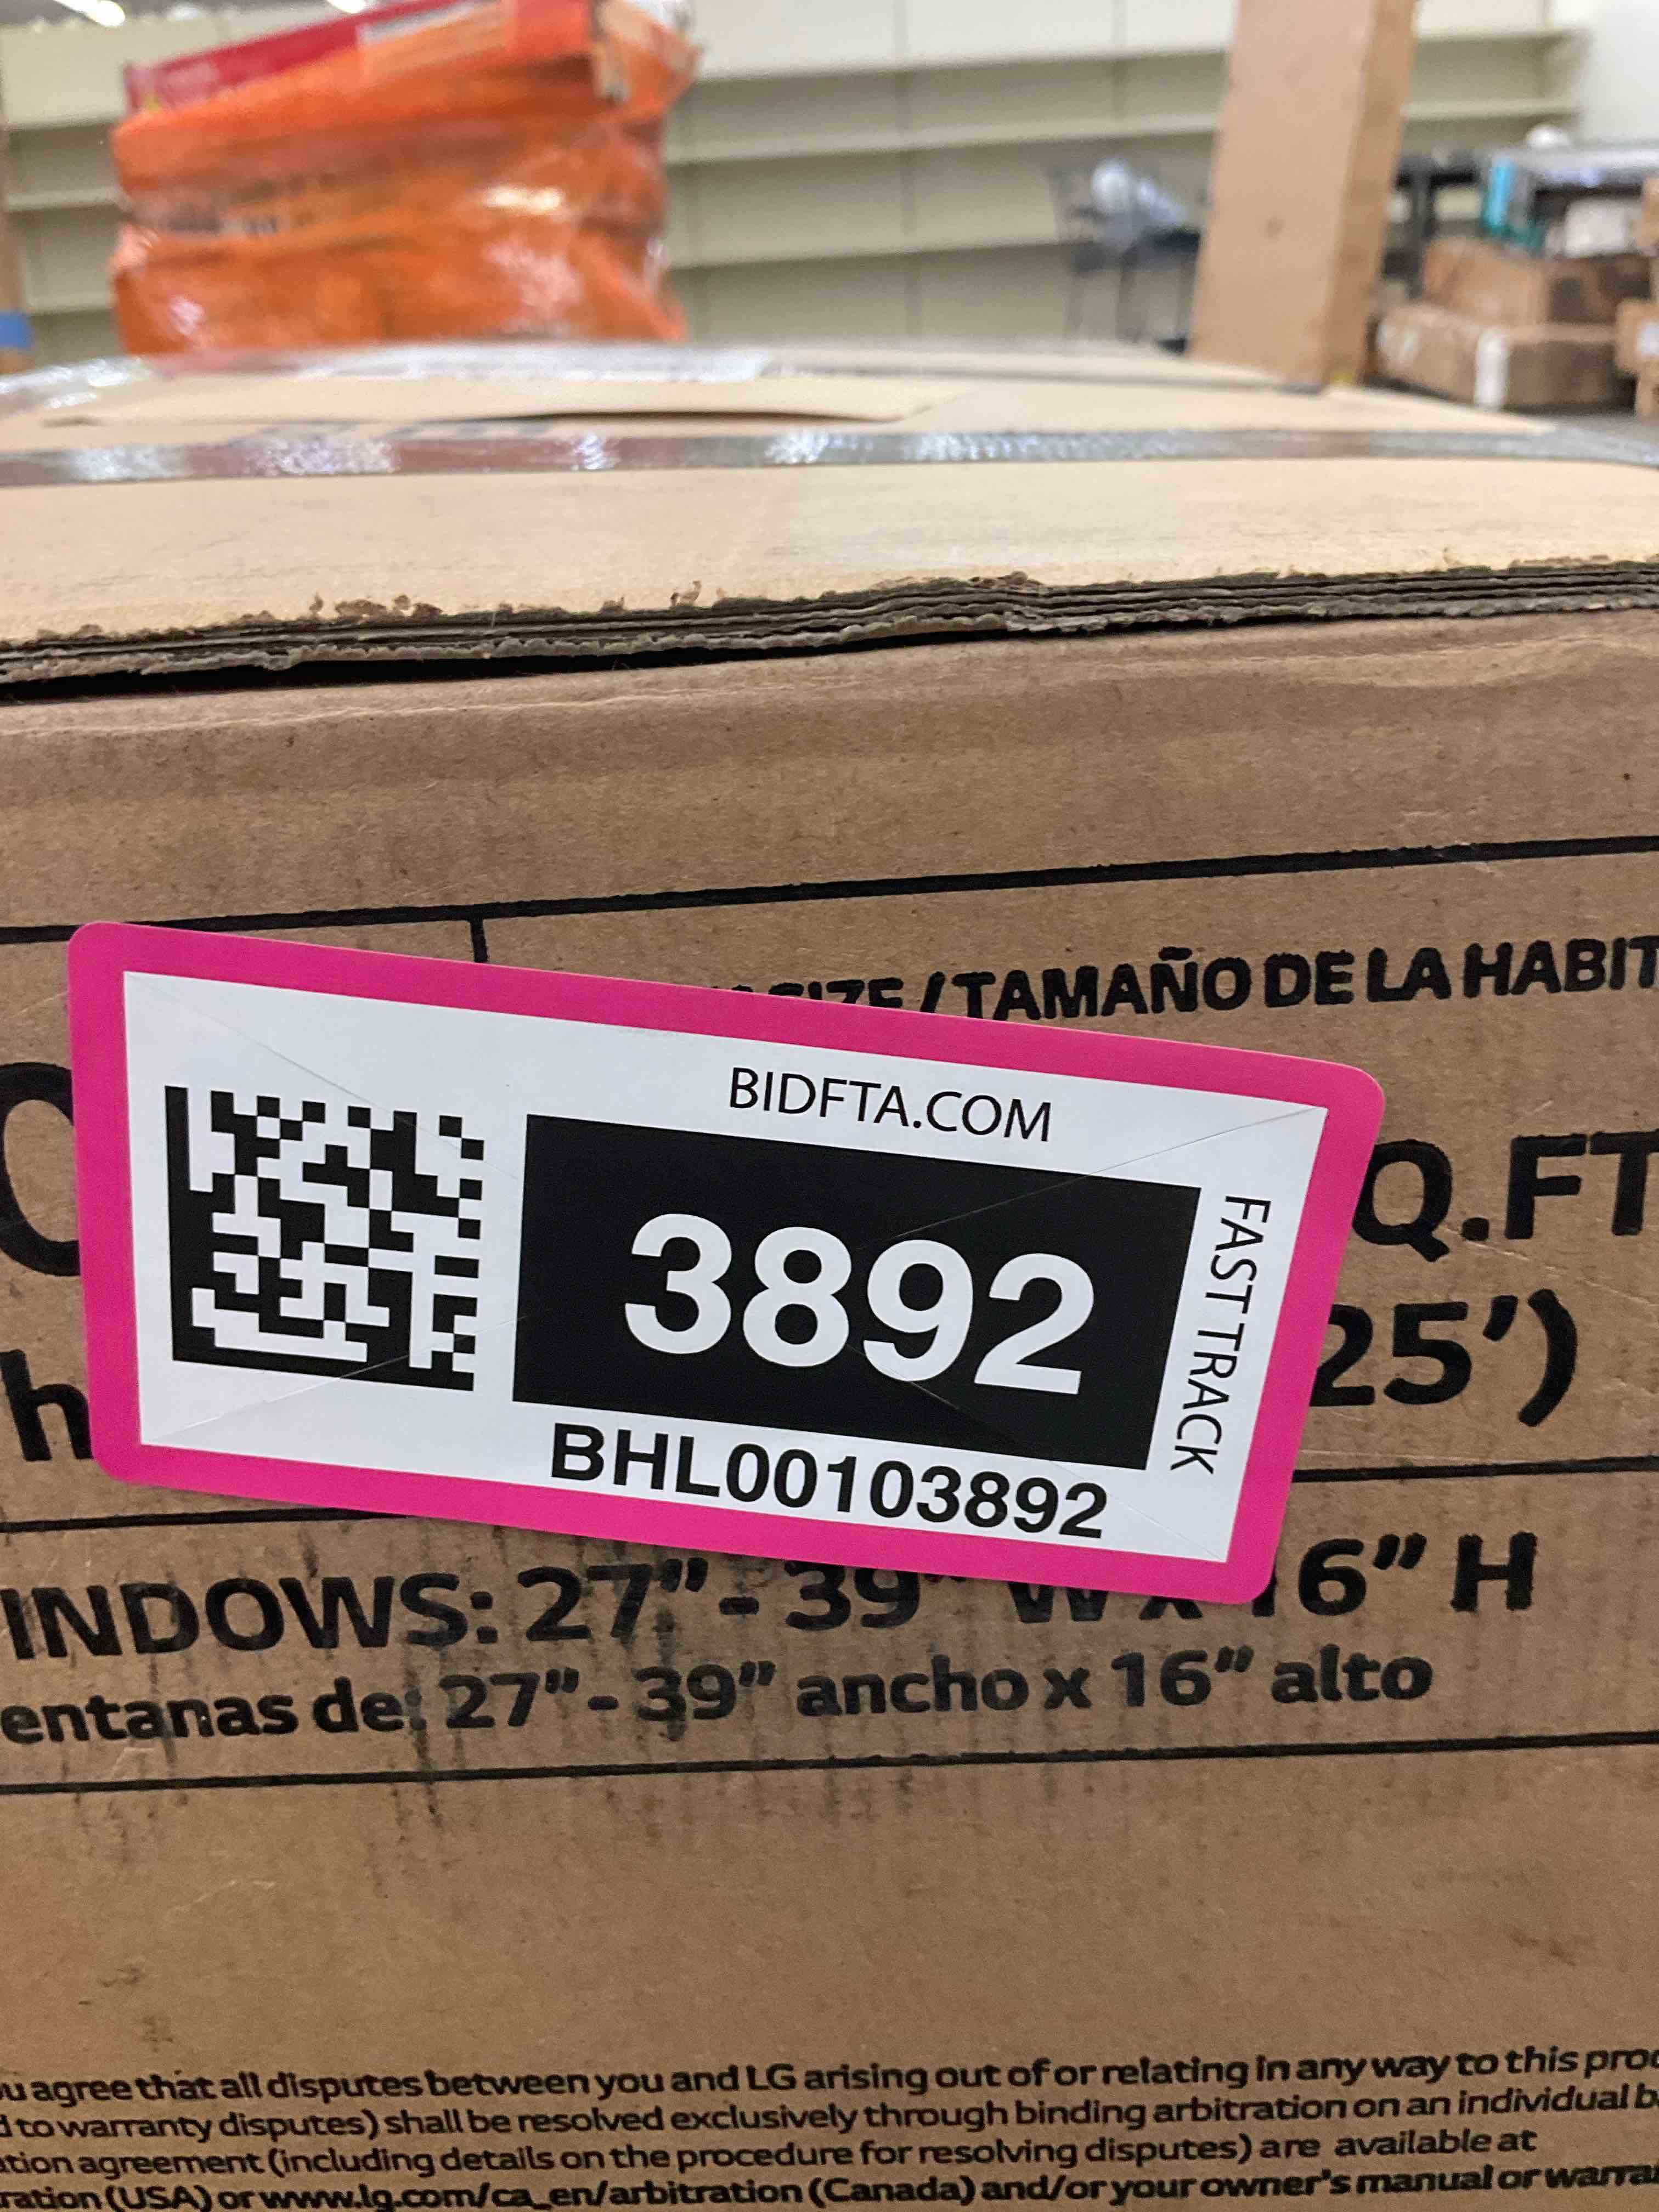 / TAMAÑO DE LA HABIT
BIDFTA.COM
3892
FAST TRACK
BHL00103892
Q.FT
25')
h
INDOWS: 27" - 39" W x 16" H
entanas de: 27" - 39" ancho x 16" alto
u agree that all disputes between you and LG arising out of or relating in any way to this
to warranty disputes) shall be resolved exclusively through binding arbitration on an individual
ation agreement (including details on the procedure for resolving disputes) are available at
ration (USA) or www.lg.com/ca_en/arbitration (Canada) and/or your owner's manual or